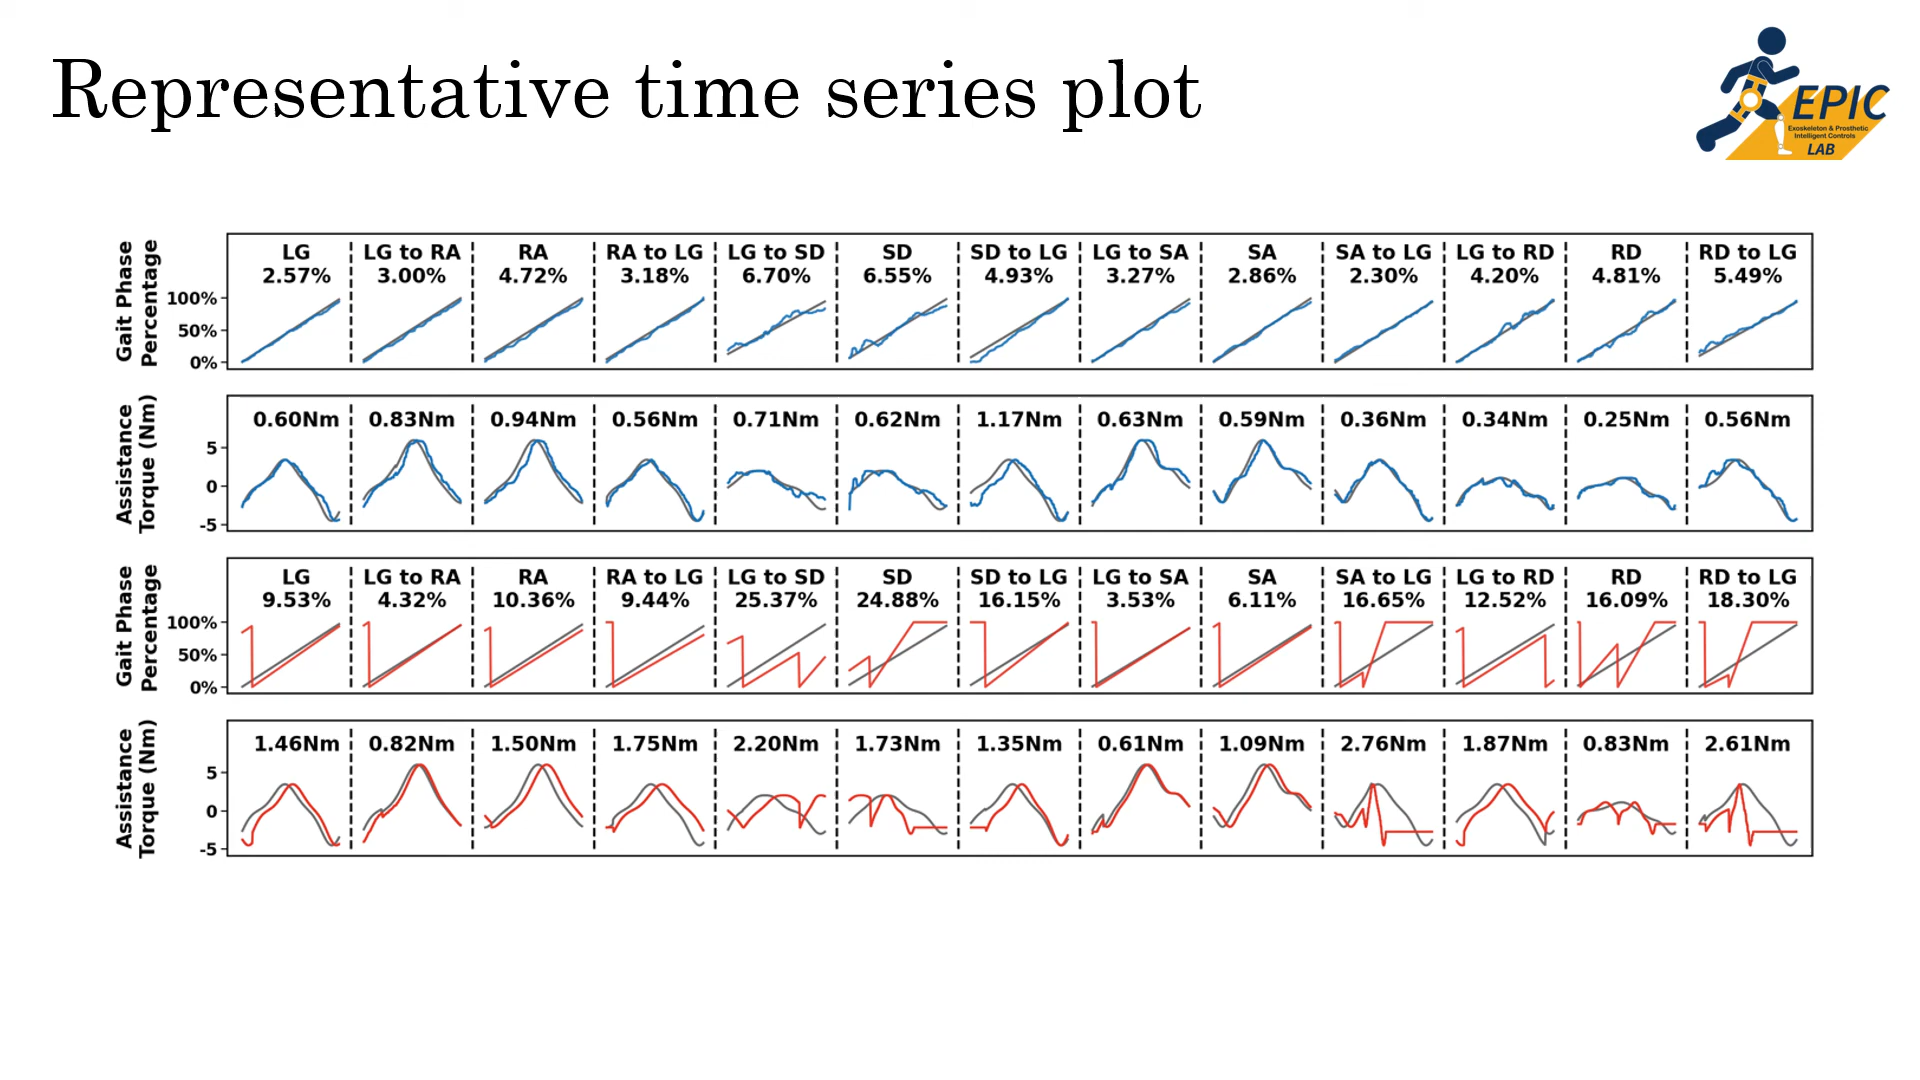 Representative time series plot
EPIC
Exoskeleton & Prosthetic
Intelligent Controls
LAB
Gait Phase
Percentage
100%
50%
0%
LG LG to RA RA RA to LG LG to SD SD SD to LG LG to SA SA SA to LG LG to RD RD RD to LG
2.57% 3.00% 4.72% 3.18% 6.70% 6.55% 4.93% 3.27% 2.86% 2.30% 4.20% 4.81% 5.49%
Assistance
Torque (Nm)
5
0
-5
0.60Nm 0.83Nm 0.94Nm 0.56Nm 0.71Nm 0.62Nm 1.17Nm 0.63Nm 0.59Nm 0.36Nm 0.34Nm 0.25Nm 0.56Nm
Gait Phase
Percentage
100%
50%
0%
LG LG to RA RA RA to LG LG to SD SD SD to LG LG to SA SA SA to LG LG to RD RD RD to LG
9.53% 4.32% 10.36% 9.44% 25.37% 24.88% 16.15% 3.53% 6.11% 16.65% 12.52% 16.09% 18.30%
Assistance
Torque (Nm)
5
0
-5
1.46Nm 0.82Nm 1.50Nm 1.75Nm 2.20Nm 1.73Nm 1.35Nm 0.61Nm 1.09Nm 2.76Nm 1.87Nm 0.83Nm 2.61Nm